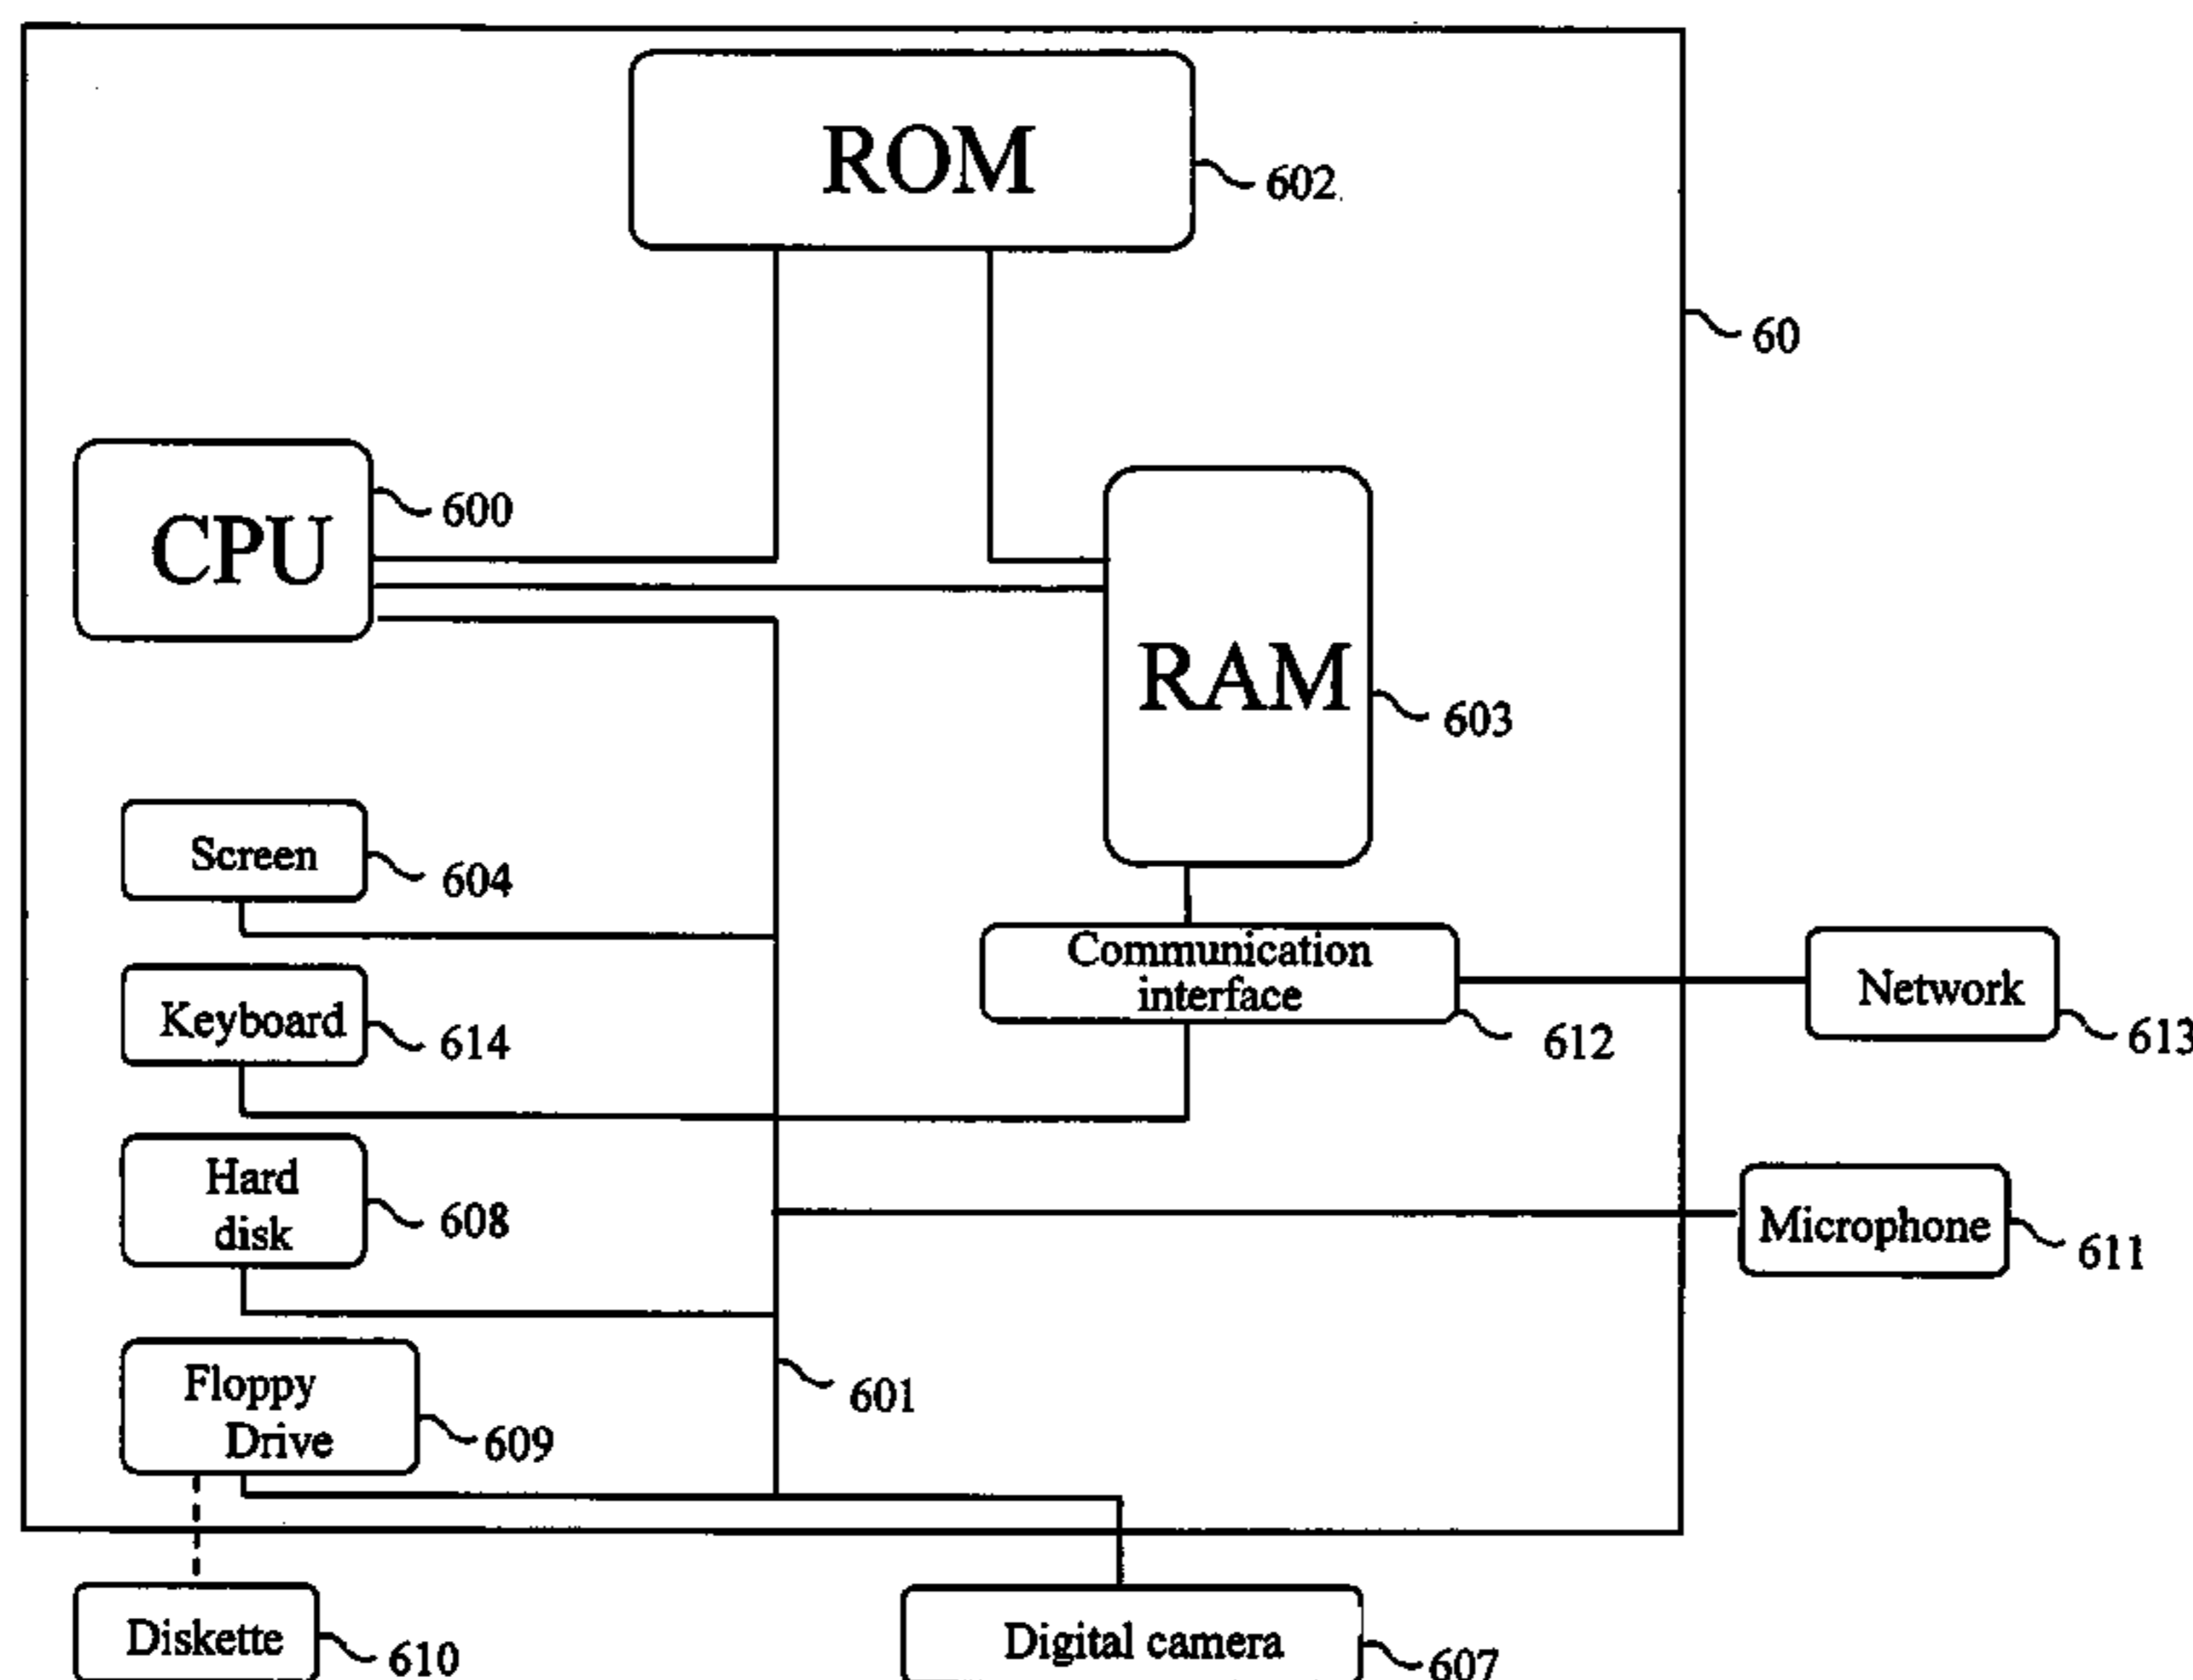 ROM
602
60
CPU
600
RAM
603
Screen
604
Keyboard
614
Communication
interface
612
Network
613
Hard
disk
608
Microphone
611
Floppy
Drive
609
601
Diskette
610
Digital camera
607